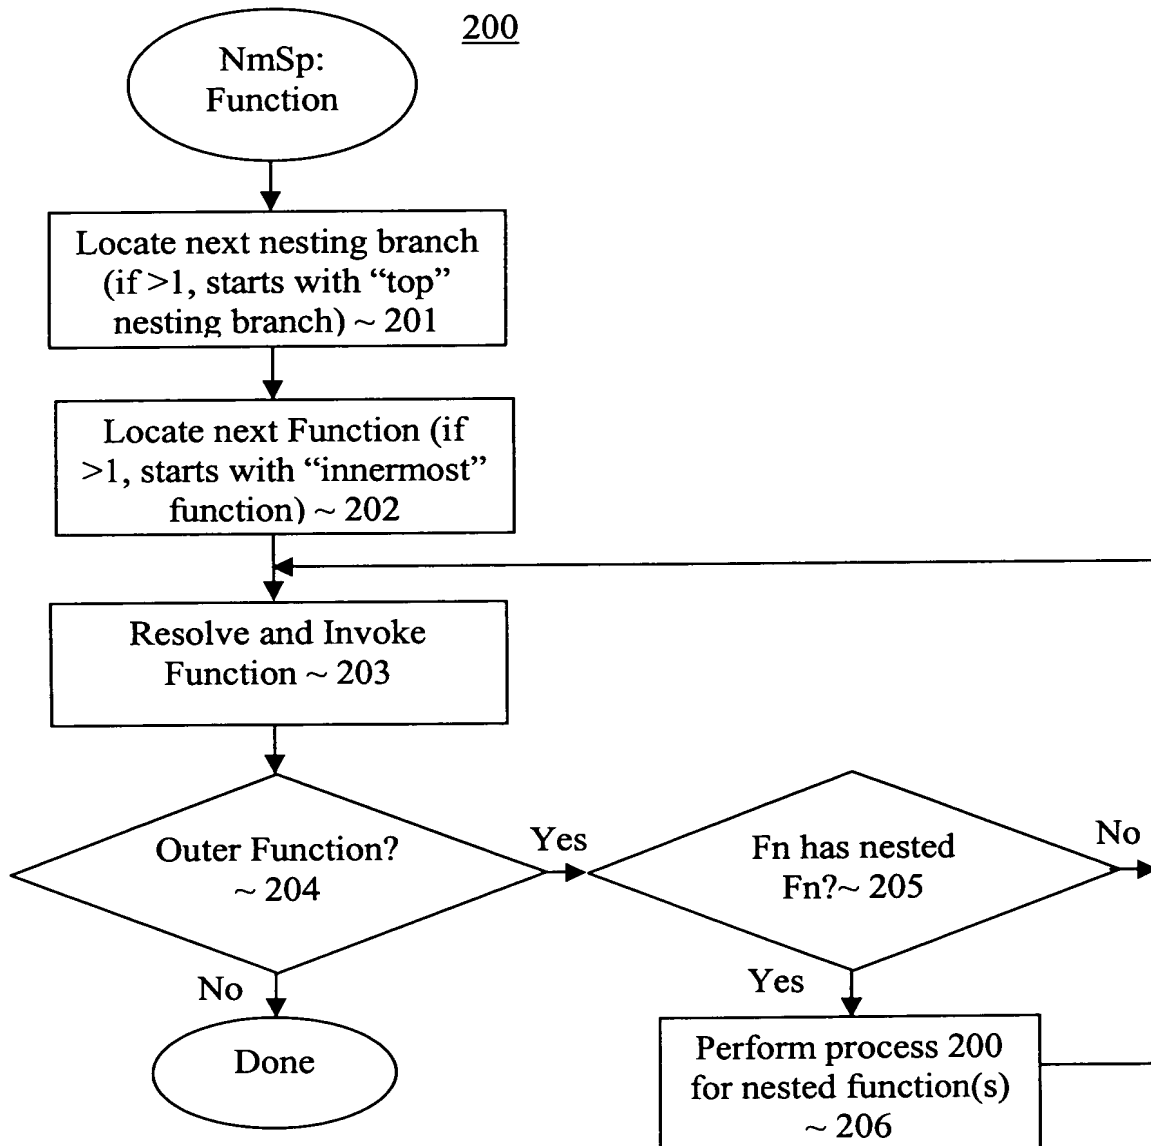 200
NmSp:
Function
Locate next nesting branch
(if >1, starts with “top”
nesting branch) ~ 201
Locate next Function (if
>1, starts with “innermost”
function) ~ 202
Resolve and Invoke
Function ~ 203
Outer Function?
~ 204
Yes
Fn has nested
Fn?~ 205
No
No
Yes
Done
Perform process 200
for nested function(s)
~ 206